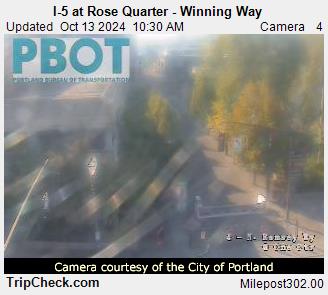 I-5 at Rose Quarter - Winning Way
Updated Oct 13 2024 10:30 AM Camera 4
PBOT
PORTLAND BUREAU OF TRANSPORTATION
Camera courtesy of the City of Portland
TripCheck.com Milepost302.00